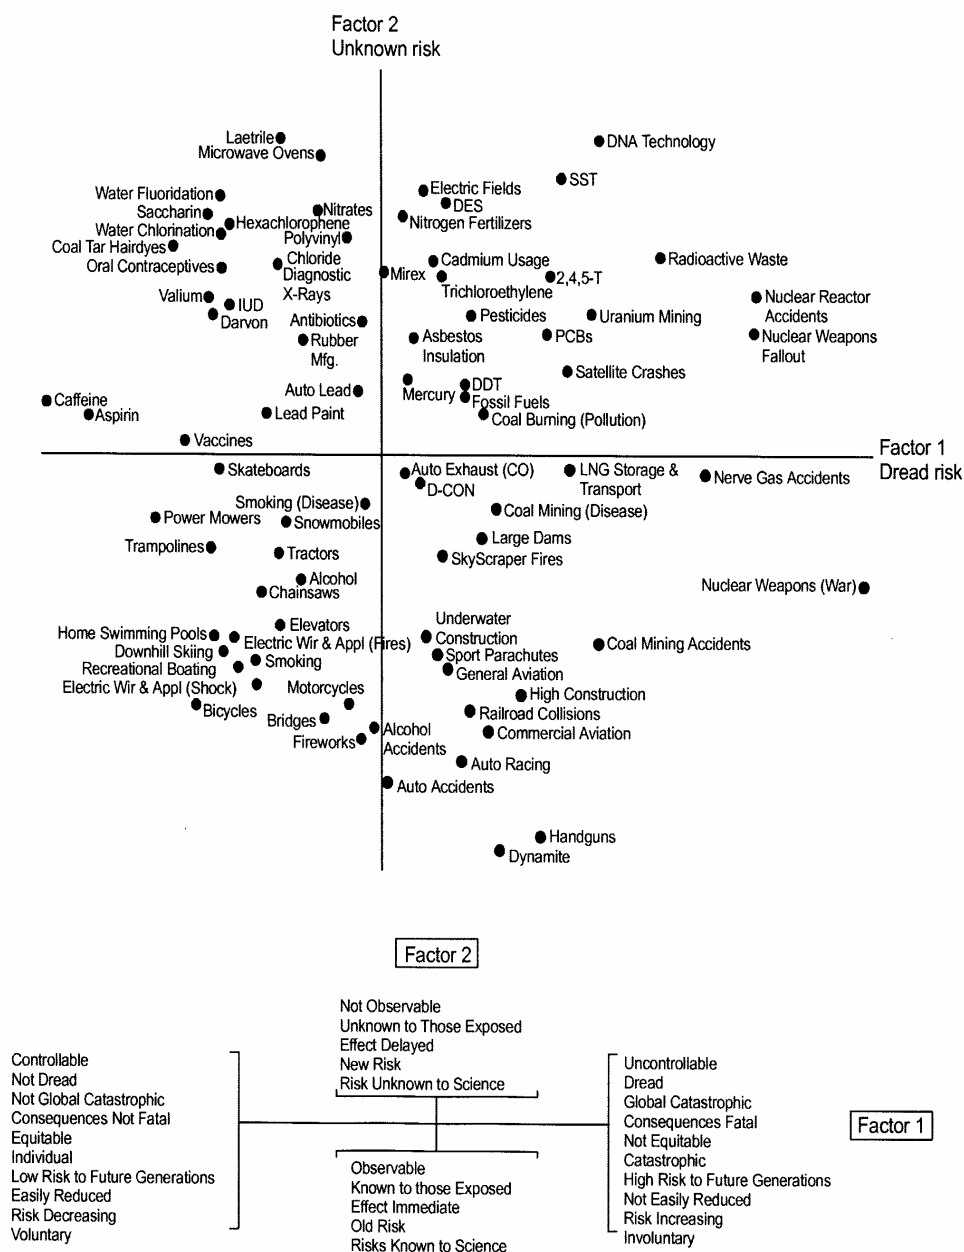 Factor 2
Unknown risk
Laetrile
DNA Technology
Microwave Ovens
SST
Electric Fields
Water Fluoridation
DES
Saccharin
Nitrates
Hexachlorophene
Nitrogen Fertilizers
Water Chlorination
Polyvinyl
Coal Tar Hairdyes
Chloride
Cadmium Usage
Radioactive Waste
Oral Contraceptives
Diagnostic
Mirex
2,4,5-T
X-Rays
Trichloroethylene
Valium
IUD
Nuclear Reactor
Accidents
Darvon
Antibiotics
Pesticides
Uranium Mining
Rubber
Mfg.
Asbestos
Insulation
PCBs
Nuclear Weapons
Fallout
Satellite Crashes
Auto Lead
Mercury
DDT
Fossil Fuels
Caffeine
Aspirin
Lead Paint
Coal Burning (Pollution)
Vaccines
Factor 1
Dread risk
Skateboards
Auto Exhaust (CO)
LNG Storage &
Transport
Nerve Gas Accidents
D-CON
Smoking (Disease)
Coal Mining (Disease)
Power Mowers
Snowmobiles
Large Dams
Trampolines
Tractors
SkyScraper Fires
Alcohol
Chainsaws
Nuclear Weapons (War)
Elevators
Underwater
Construction
Home Swimming Pools
Electric Wir & Appl (Fires)
Coal Mining Accidents
Downhill Skiing
Smoking
Sport Parachutes
Recreational Boating
General Aviation
Electric Wir & Appl (Shock)
Motorcycles
High Construction
Bicycles
Bridges
Railroad Collisions
Fireworks
Alcohol
Accidents
Commercial Aviation
Auto Racing
Auto Accidents
Handguns
Dynamite
Factor 2
Not Observable
Unknown to Those Exposed
Effect Delayed
New Risk
Risk Unknown to Science
Controllable
Not Dread
Not Global Catastrophic
Consequences Not Fatal
Equitable
Individual
Low Risk to Future Generations
Easily Reduced
Risk Decreasing
Voluntary
Uncontrollable
Dread
Global Catastrophic
Consequences Fatal
Not Equitable
Catastrophic
High Risk to Future Generations
Not Easily Reduced
Risk Increasing
Involuntary
Factor 1
Observable
Known to those Exposed
Effect Immediate
Old Risk
Risks Known to Science